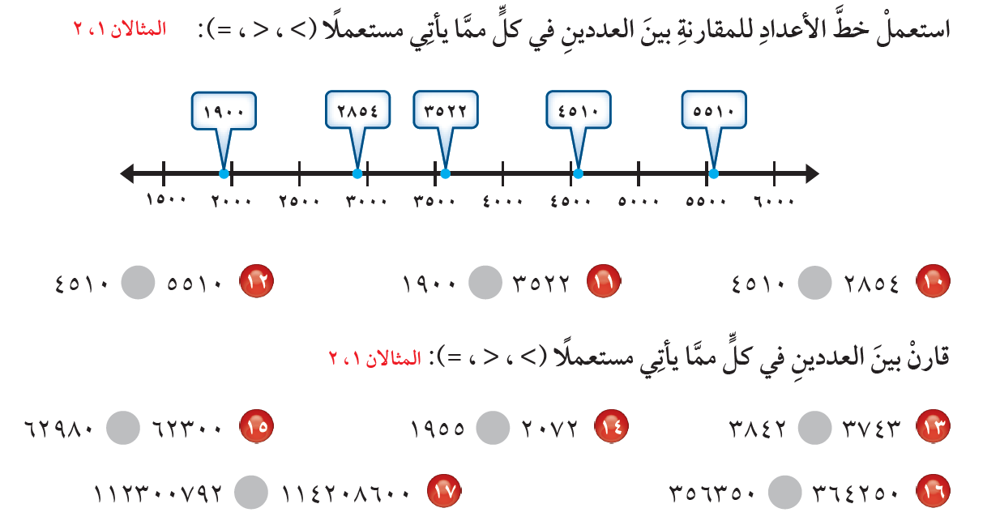 استعملْ خطَّ الأعدادِ للمقارنةِ بينَ العددينِ في كلٍّ ممَّا يأتِي مستعملًا (> ، < ، =): المثالان ١، ٢
١٩٠٠ ٢٨٥٤ ٣٥٢٢ ٤٥١٠ ٥٥١٠
١٥٠٠ ٢٠٠٠ ٢٥٠٠ ٣٠٠٠ ٣٥٠٠ ٤٠٠٠ ٤٥٠٠ ٥٠٠٠ ٥٥٠٠ ٦٠٠٠
١٠ ٢٨٥٤ ٤٥١٠ ١١ ٣٥٢٢ ١٩٠٠ ١٢ ٥٥١٠ ٤٥١٠
قارنْ بينَ العددينِ في كلٍّ ممَّا يأتِي مستعملًا (> ، < ، =): المثالان ١، ٢
١٣ ٣٧٤٣ ٣٨٤٢ ١٤ ٢٠٧٢ ١٩٥٥ ١٥ ٦٢٣٠٠ ٦٢٩٨٠
١٦ ٣٦٤٢٥٠ ٣٥٦٣٥٠ ١٧ ١١٤٢٠٨٦٠٠ ١١٢٣٠٠٧٩٢